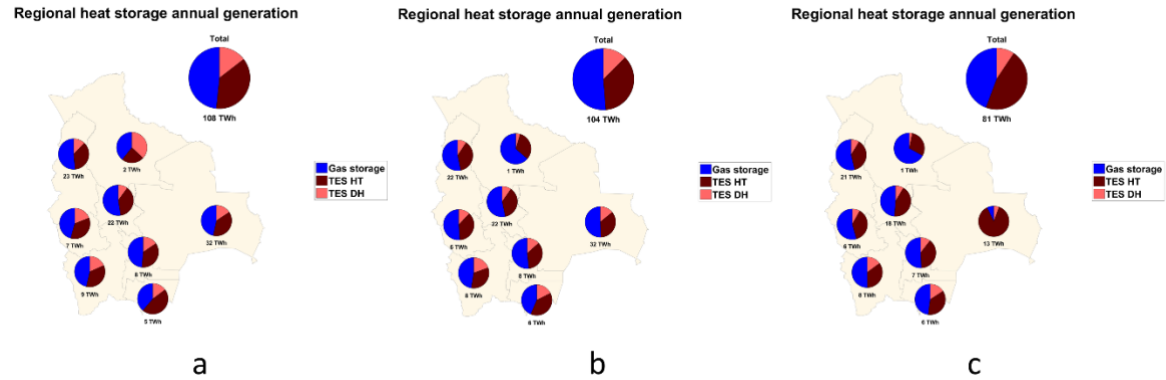 Regional heat storage annual generation
Total
108 TWh
23 TWh
2 TWh
22 TWh
7 TWh
32 TWh
8 TWh
9 TWh
5 TWh
Gas storage
TES HT
TES DH
a
Regional heat storage annual generation
Total
104 TWh
22 TWh
1 TWh
22 TWh
6 TWh
32 TWh
8 TWh
8 TWh
6 TWh
Gas storage
TES HT
TES DH
b
Regional heat storage annual generation
Total
81 TWh
21 TWh
1 TWh
18 TWh
6 TWh
13 TWh
7 TWh
8 TWh
6 TWh
Gas storage
TES HT
TES DH
c